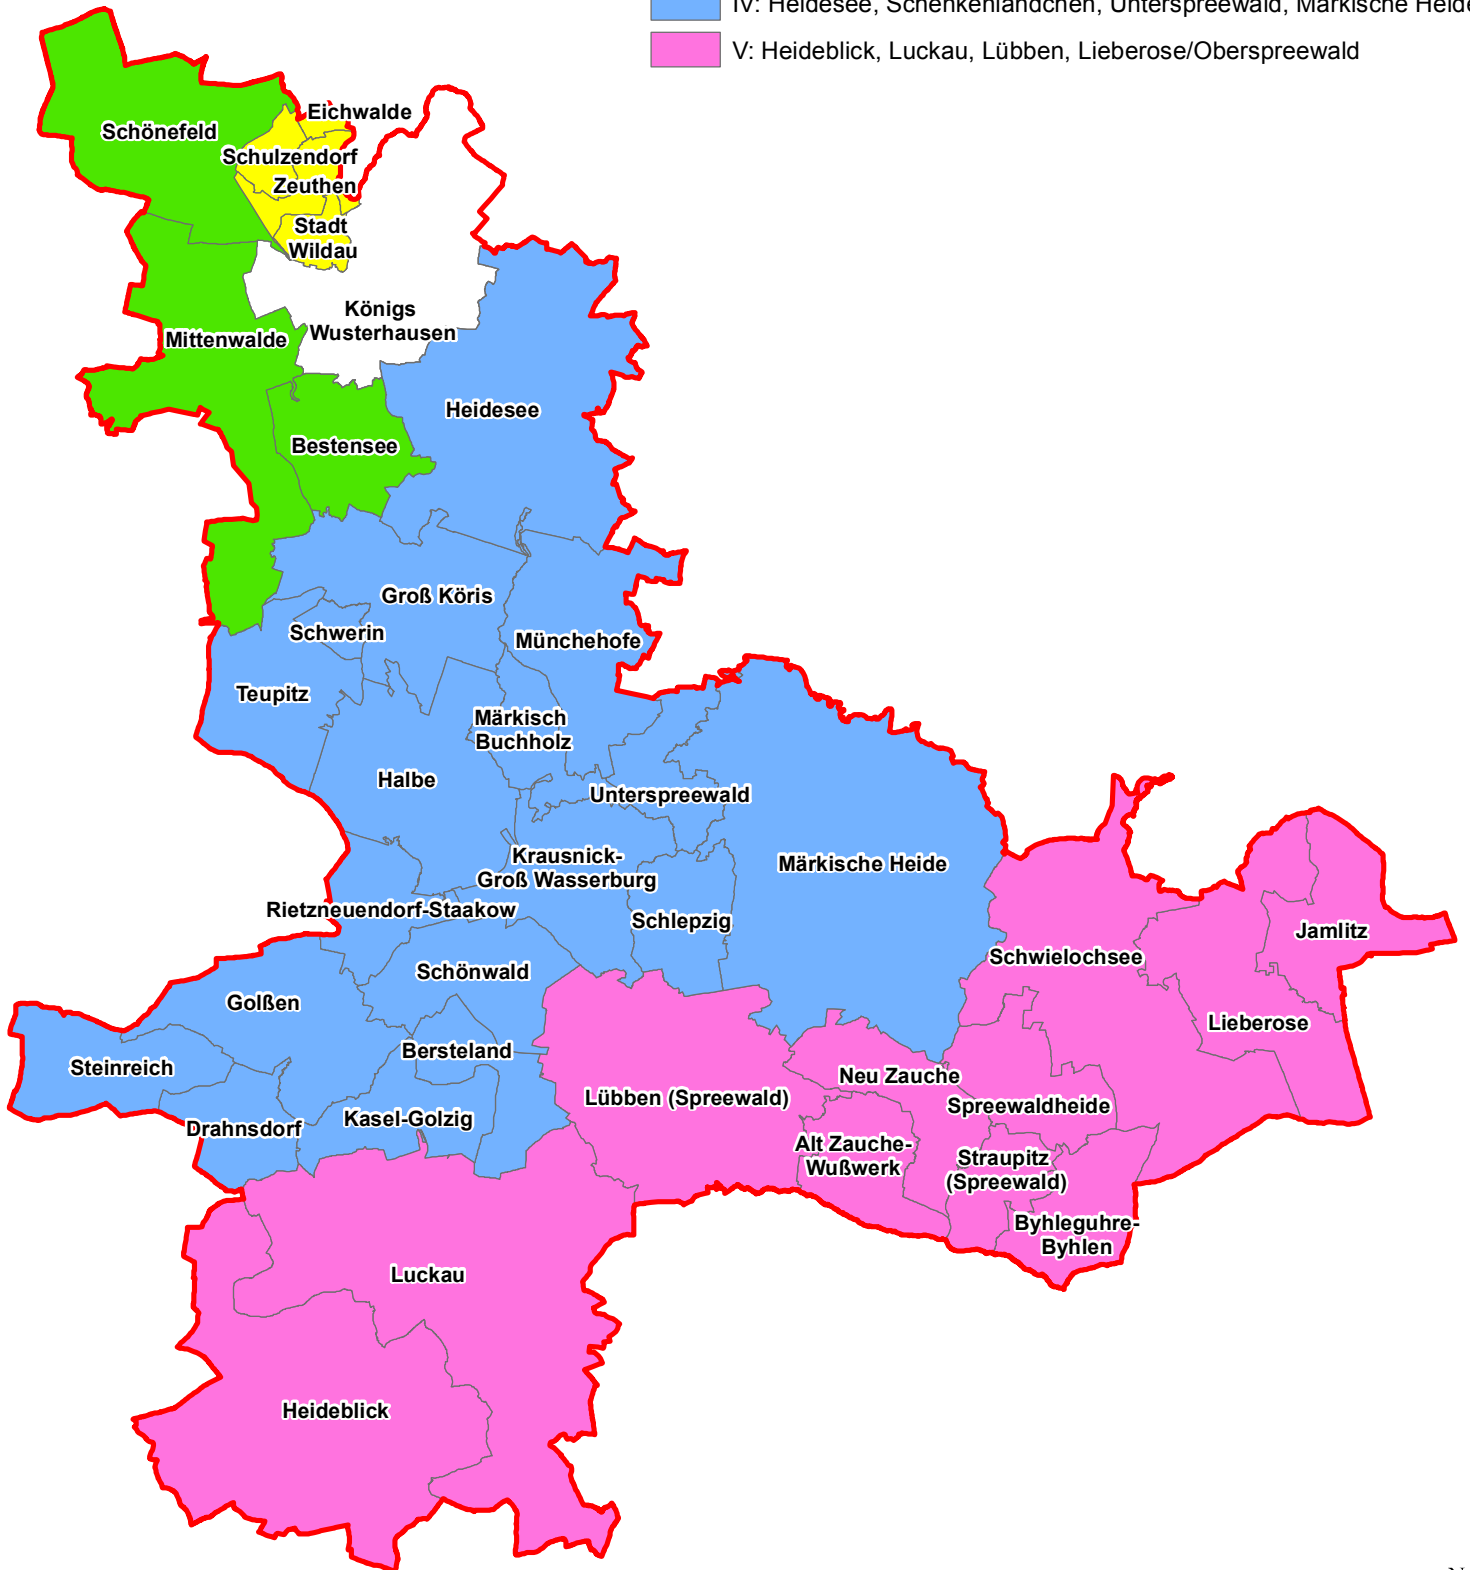 IV: Heidesee, Schenkenländchen, Unterspreewald, Märkische Heide
V: Heideblick, Luckau, Lübben, Lieberose/Oberspreewald
Eichwalde
Schönefeld
Schulzendorf
Zeuthen
Stadt
Wildau
Königs
Wusterhausen
Mittenwalde
Heidesee
Bestensee
Groß Köris
Schwerin
Münchehofe
Teupitz
Märkisch
Buchholz
Halbe
Unterspreewald
Krausnick-
Groß Wasserburg
Märkische Heide
Rietzneuendorf-Staakow
Schlepzig
Jamlitz
Schwielochsee
Schönwald
Golßen
Lieberose
Bersteland
Steinreich
Neu Zauche
Lübben (Spreewald)
Spreewaldheide
Kasel-Golzig
Drahnsdorf
Alt Zauche-
Wußwerk
Straupitz
(Spreewald)
Byhleguhre-
Byhlen
Luckau
Heideblick